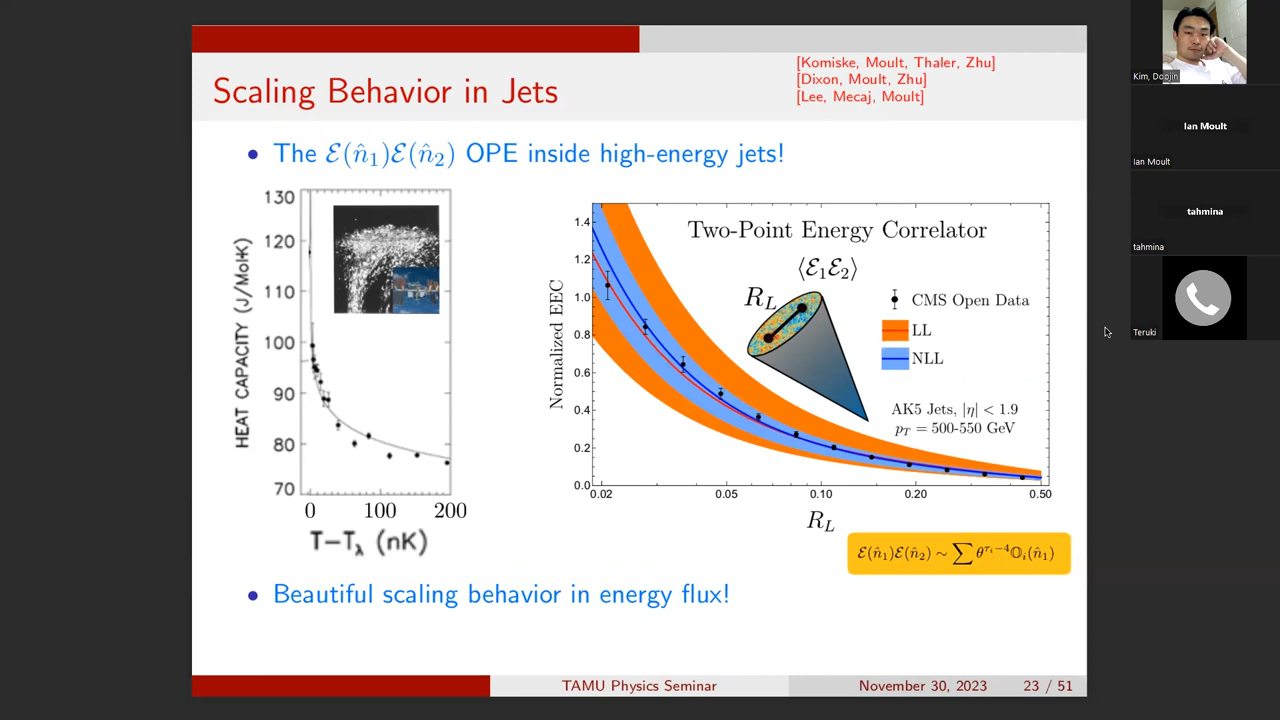 Scaling Behavior in Jets
[Komiske, Moult, Thaler, Zhu]
[Dixon, Moult, Zhu]
[Lee, Mecaj, Moult]
• The ℰ(n̂₁)ℰ(n̂₂) OPE inside high-energy jets!
HEAT CAPACITY (J/Mol•K)
130
120
110
100
90
80
70
0 100 200
T−Tλ (nK)
Normalized EEC
1.4
1.2
1.0
0.8
0.6
0.4
0.2
0.0
0.02 0.05 0.10 0.20 0.50
R_L
Two-Point Energy Correlator
⟨ℰ₁ℰ₂⟩
R_L
CMS Open Data
LL
NLL
AK5 Jets, |η| < 1.9
p_T = 500-550 GeV
ℰ(n̂₁)ℰ(n̂₂) ~ ∑ θ^{τᵢ−4}𝕆ᵢ(n̂₁)
• Beautiful scaling behavior in energy flux!
TAMU Physics Seminar
November 30, 2023
23 / 51
Kim, Doojin
Ian Moult
Ian Moult
tahmina
tahmina
Teruki